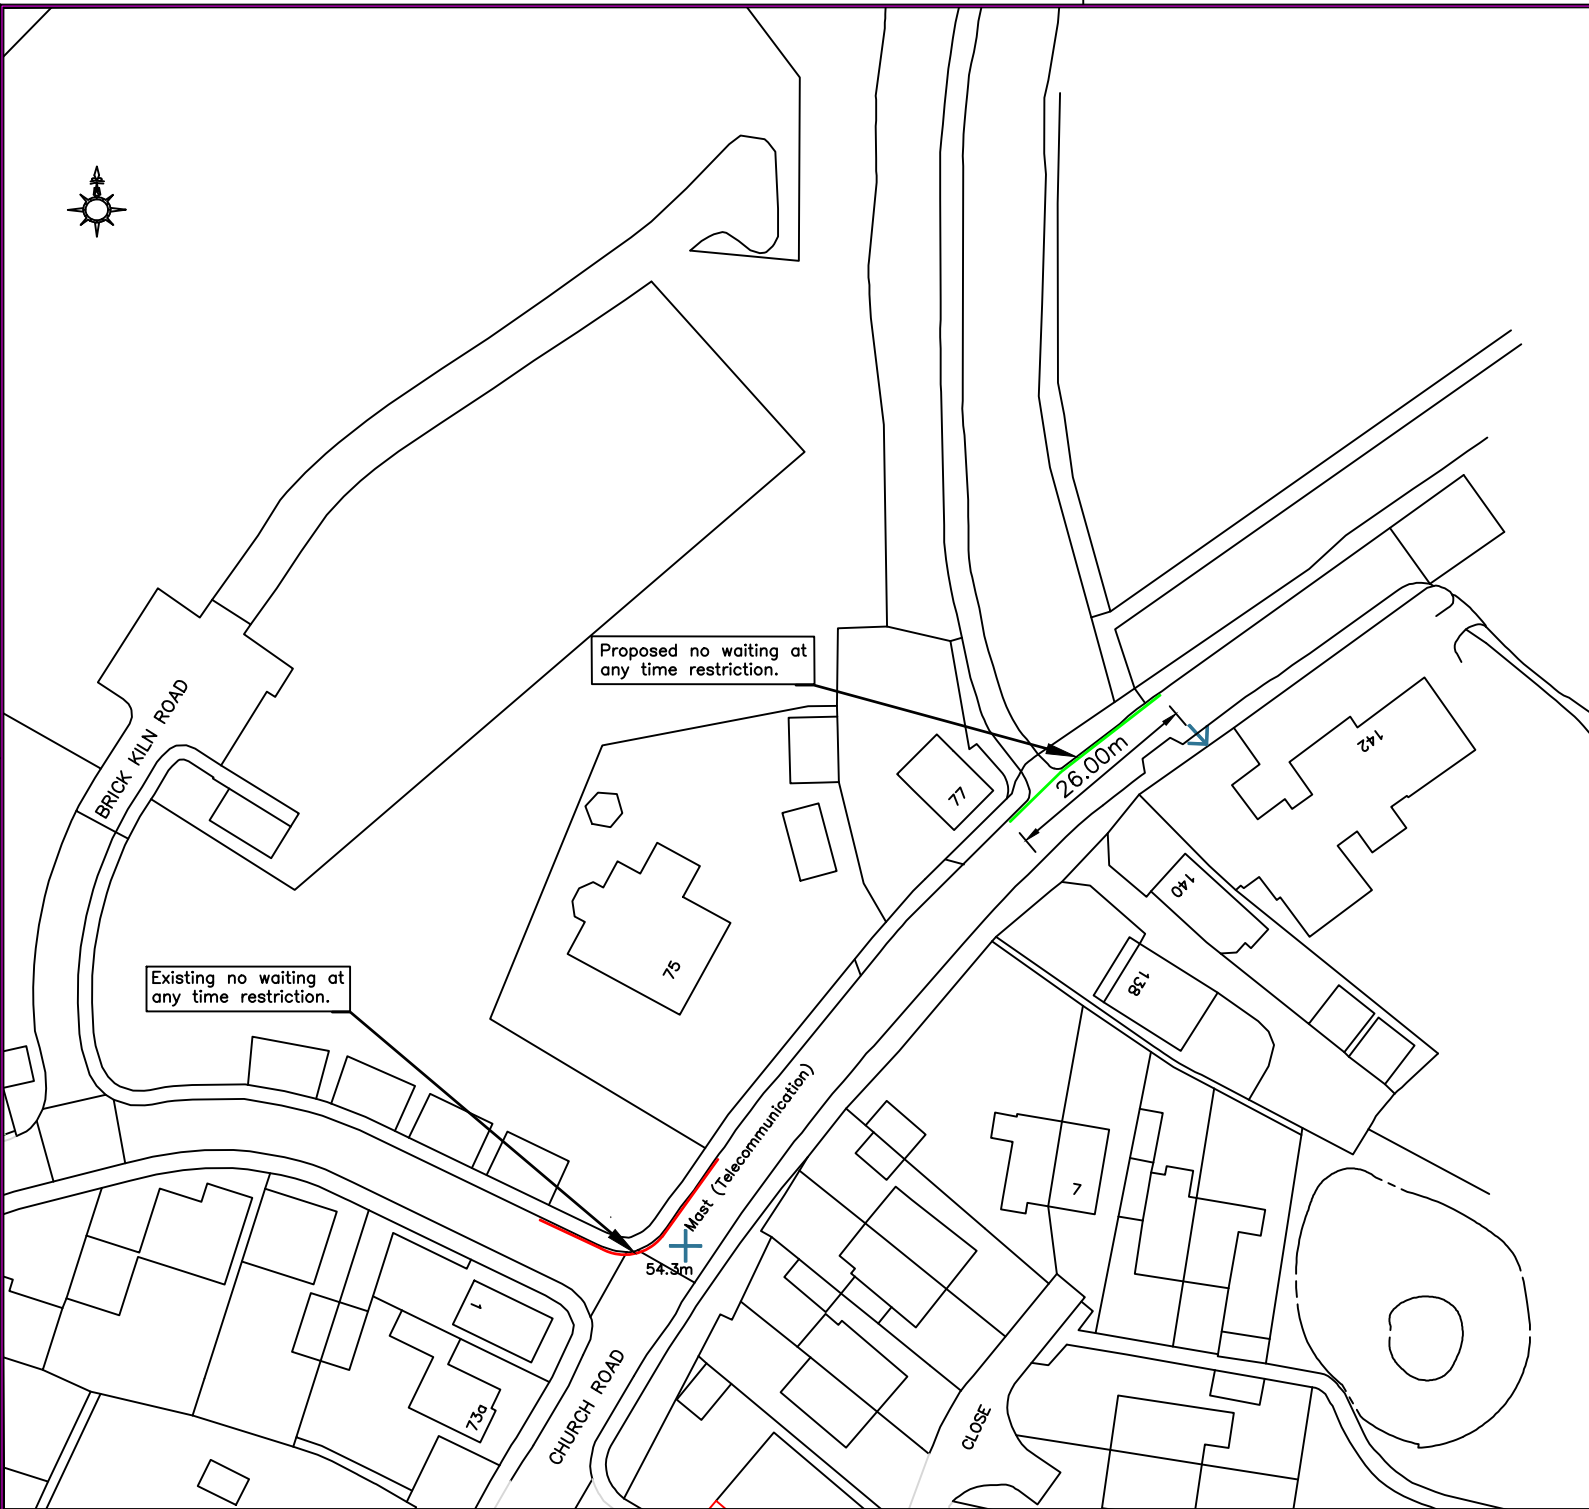 Proposed no waiting at
any time restriction.
BRICK KILN ROAD
26.00m
142
77
140
75
138
Existing no waiting at
any time restriction.
Mast (Telecommunication)
7
54.3m
1
73a
CHURCH ROAD
CLOSE